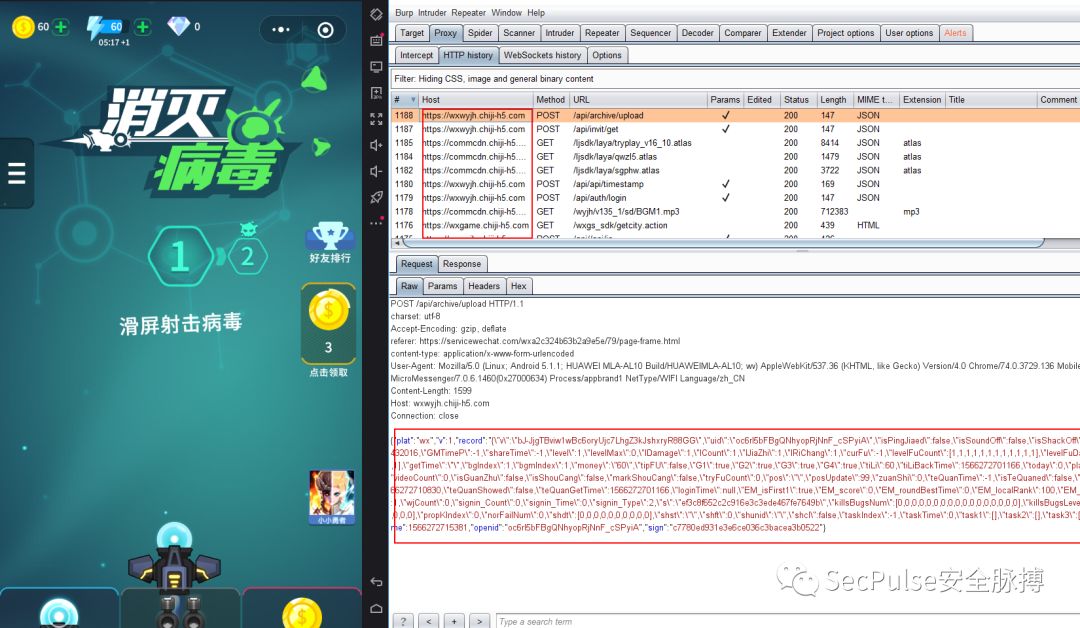 60
60
05:17 +1
0
消灭
病毒
1
2
好友排行
滑屏射击病毒
3
点击领取
小小勇者
Burp Intruder Repeater Window Help
Target Proxy Spider Scanner Intruder Repeater Sequencer Decoder Comparer Extender Project options User options Alerts
Intercept HTTP history WebSockets history Options
Filter: Hiding CSS, image and general binary content
# Host Method URL Params Edited Status Length MIME t... Extension Title Comment
1188 https://wxwyjh.chiji-h5.com POST /api/archive/upload ✓ 200 147 JSON
1187 https://wxwyjh.chiji-h5.com POST /api/invit/get ✓ 200 147 JSON
1185 https://commcdn.chiji-h5.... GET /ljsdk/laya/tryplay_v16_10.atlas 200 8414 JSON atlas
1184 https://commcdn.chiji-h5.... GET /ljsdk/laya/qwzl5.atlas 200 1479 JSON atlas
1182 https://commcdn.chiji-h5.... GET /ljsdk/laya/sgphw.atlas 200 3722 JSON atlas
1180 https://wxwyjh.chiji-h5.com POST /api/api/timestamp ✓ 200 169 JSON
1179 https://wxwyjh.chiji-h5.com POST /api/auth/login ✓ 200 147 JSON
1178 https://commcdn.chiji-h5.... GET /wyjh/v135_1/sd/BGM1.mp3 200 712383 mp3
1176 https://wxgame.chiji-h5.com GET /wxgs_sdk/getcity.action 200 439 HTML
Request Response
Raw Params Headers Hex
POST /api/archive/upload HTTP/1.1
charset: utf-8
Accept-Encoding: gzip, deflate
referer: https://servicewechat.com/wxa2c324b63b2a9e5e/79/page-frame.html
content-type: application/x-www-form-urlencoded
User-Agent: Mozilla/5.0 (Linux; Android 5.1.1; HUAWEI MLA-AL10 Build/HUAWEIMLA-AL10; wv) AppleWebKit/537.36 (KHTML, like Gecko) Version/4.0 Chrome/74.0.3729.136 Mobile
MicroMessenger/7.0.6.1460(0x27000634) Process/appbrand1 NetType/WIFI Language/zh_CN
Content-Length: 1599
Host: wxwyjh.chiji-h5.com
Connection: close
"plat":"wx","v":1,"record":"{\"v\":\"bJ-JjgTBviw1wBc6oryUjc7LhgZ3kJshxryR88GG\",\"uid\":\"oc6rI5bFBgQNhyopRjNnF_cSPyiA\",\"isPingJiaed\":false,\"isSoundOff\":false,\"isShackOff\"
432016,\"GMTimeP\":-1,\"shareTime\":-1,\"level\":1,\"levelMax\":0,\"lDamage\":1,\"lCount\":1,\"lJiaZhi\":1,\"lRiChang\":1,\"curFu\":-1,\"levelFuCount\":[1,1,1,1,1,1,1,1,1,1],\"levelFuDa
1],\"getTime\":\"\",\"bgIndex\":1,\"bgmIndex\":1,\"money\":\"60\",\"tipFU\":false,\"G1\":true,\"G2\":true,\"G3\":true,\"G4\":true,\"tiLi\":60,\"tiLiBackTime\":1566272701166,\"today\":0,\"pla
videoCount\":0,\"isGuanZhu\":false,\"isShouCang\":false,\"markShouCang\":false,\"tryFuCount\":0,\"pos\":\"\",\"posUpdate\":99,\"zuanShi\":0,\"teQuanTime\":-1,\"isTeQuaned\":false,
66272710830,\"teQuanShowed\":false,\"teQuanGetTime\":1566272701166,\"loginTime\":null,\"EM_isFirst1\":true,\"EM_score\":0,\"EM_roundBestTime\":0,\"EM_localRank\":100,\"EM_
1,\"wjCount\":0,\"signin_Count\":0,\"signin_Time\":0,\"signin_Type\":2,\"s\":\"ef3c8f652c2c916e3c3ede467fe7649b\",\"killsBugsNum\":[0,0,0,0,0,0,0,0,0,0,0,0,0,0,0],\"killsBugsLeve
0,0,0],\"propKIndex\":0,\"norFailNum\":0,\"shdt\":[0,0,0,0,0,0,0,0,0,0],\"shst\":\"\",\"shft\":0,\"shunid\":\"\",\"shcl\":false,\"taskIndex\":-1,\"taskTime\":0,\"task1\":[],\"task2\":[],\"task3\":[
me":1566272715381,"openid":"oc6rI5bFBgQNhyopRjNnF_cSPyiA","sign":"c7780ed931e3e6ce036c3bacea3b0522"}
SecPulse安全脉搏
? < + > Type a search term